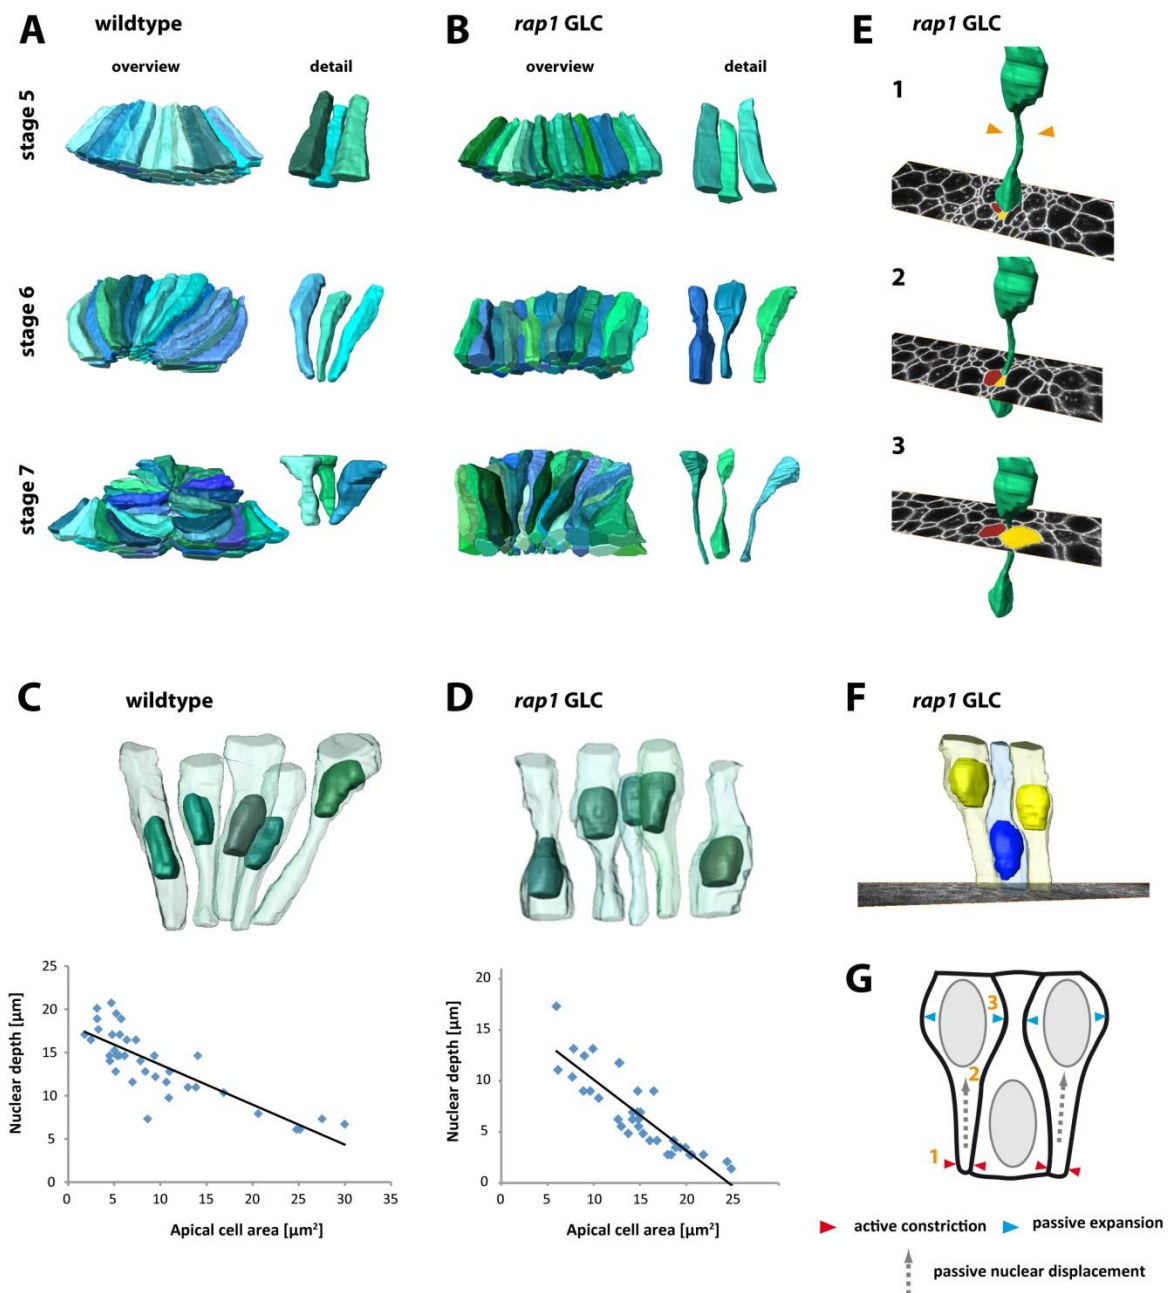 A wildtype
overview detail
stage 5
stage 6
stage 7
B rap1 GLC
overview detail
E rap1 GLC
1
2
3
C wildtype
Nuclear depth [µm]
25
20
15
10
5
0
0 5 10 15 20 25 30 35
Apical cell area [µm²]
D rap1 GLC
Nuclear depth [µm]
20
15
10
5
0
0 5 10 15 20 25 30
Apical cell area [µm²]
F rap1 GLC
G
3
2
1
active constriction passive expansion
passive nuclear displacement